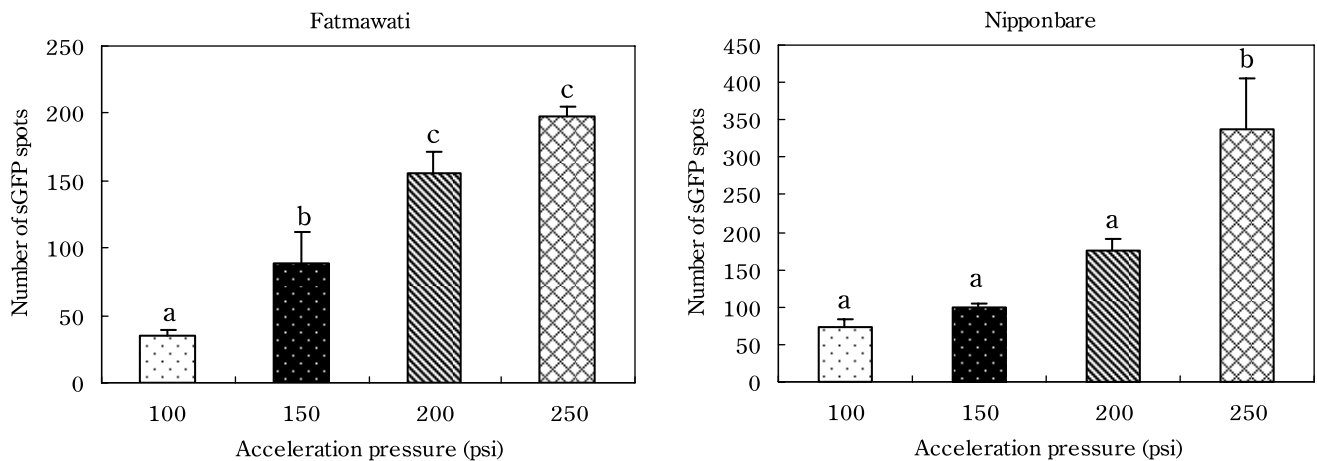 Fatmawati
Number of sGFP spots
250
200
150
100
50
0
a
b
c
c
100 150 200 250
Acceleration pressure (psi)
Nipponbare
Number of sGFP spots
450
400
350
300
250
200
150
100
50
0
a
a
a
b
100 150 200 250
Acceleration pressure (psi)